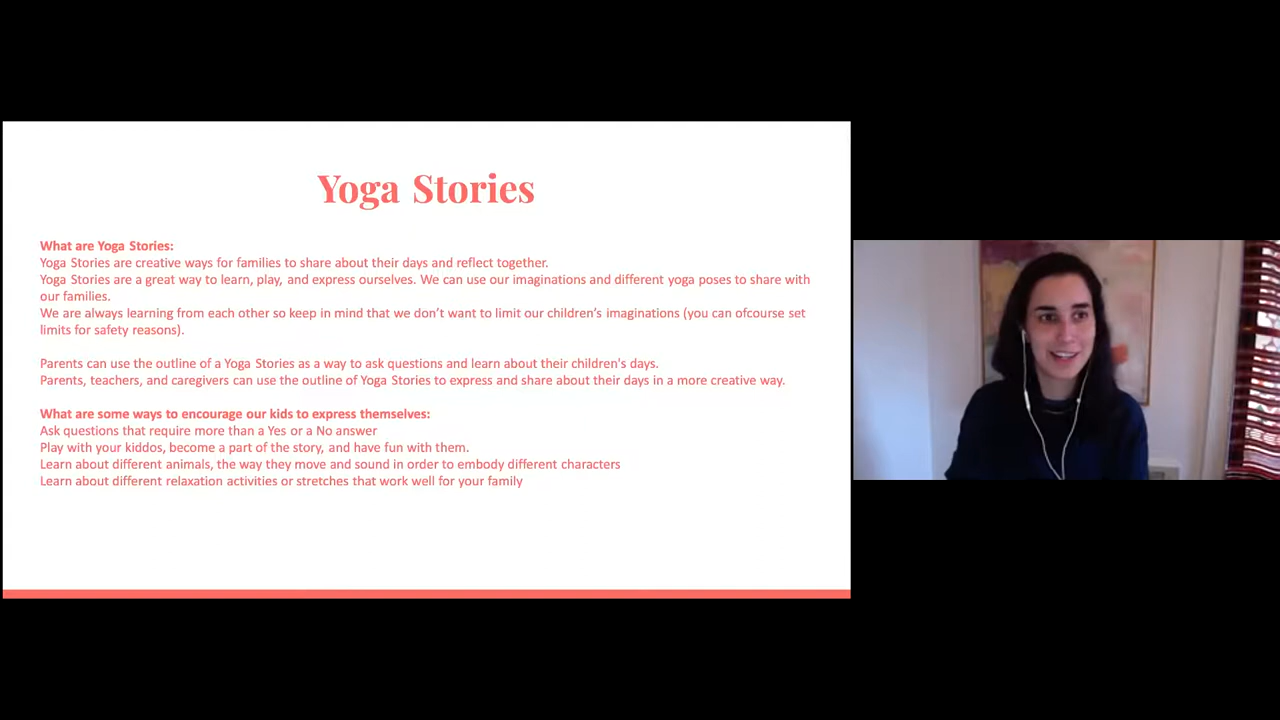 Yoga Stories
What are Yoga Stories:
Yoga Stories are creative ways for families to share about their days and reflect together.
Yoga Stories are a great way to learn, play, and express ourselves. We can use our imaginations and different yoga poses to share with
our families.
We are always learning from each other so keep in mind that we don’t want to limit our children’s imaginations (you can ofcourse set
limits for safety reasons).
Parents can use the outline of a Yoga Stories as a way to ask questions and learn about their children's days.
Parents, teachers, and caregivers can use the outline of Yoga Stories to express and share about their days in a more creative way.
What are some ways to encourage our kids to express themselves:
Ask questions that require more than a Yes or a No answer
Play with your kiddos, become a part of the story, and have fun with them.
Learn about different animals, the way they move and sound in order to embody different characters
Learn about different relaxation activities or stretches that work well for your family